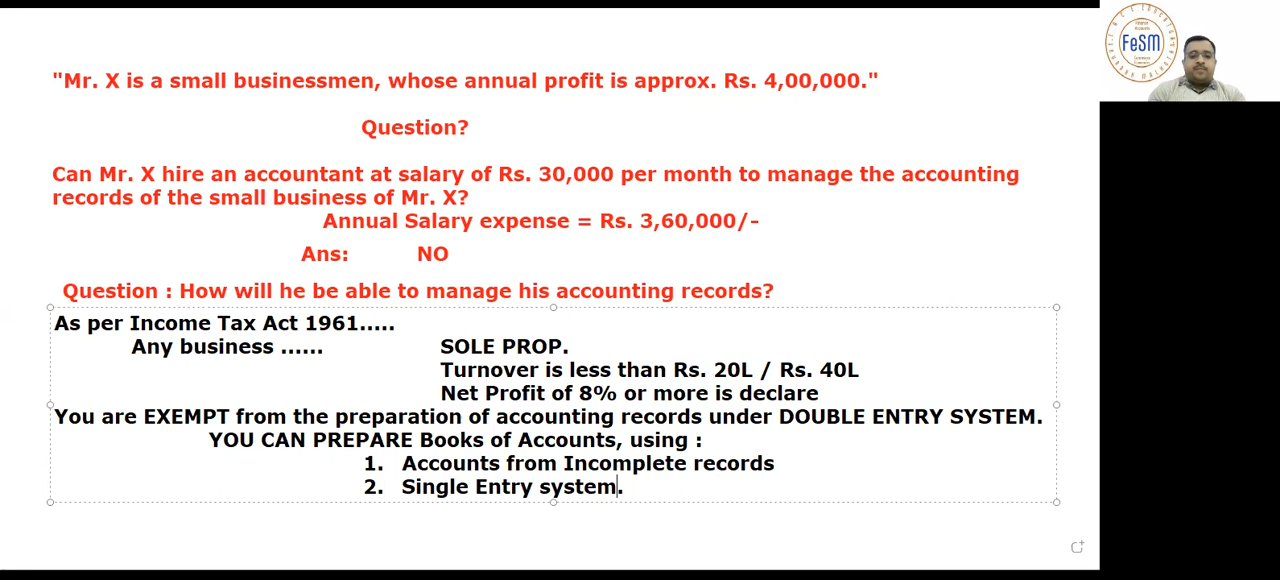 "Mr. X is a small businessmen, whose annual profit is approx. Rs. 4,00,000."
Question?
Can Mr. X hire an accountant at salary of Rs. 30,000 per month to manage the accounting
records of the small business of Mr. X?
Annual Salary expense = Rs. 3,60,000/-
Ans: NO
Question : How will he be able to manage his accounting records?
As per Income Tax Act 1961.....
Any business ...... SOLE PROP.
Turnover is less than Rs. 20L / Rs. 40L
Net Profit of 8% or more is declare
You are EXEMPT from the preparation of accounting records under DOUBLE ENTRY SYSTEM.
YOU CAN PREPARE Books of Accounts, using :
1. Accounts from Incomplete records
2. Single Entry system.
FeSM